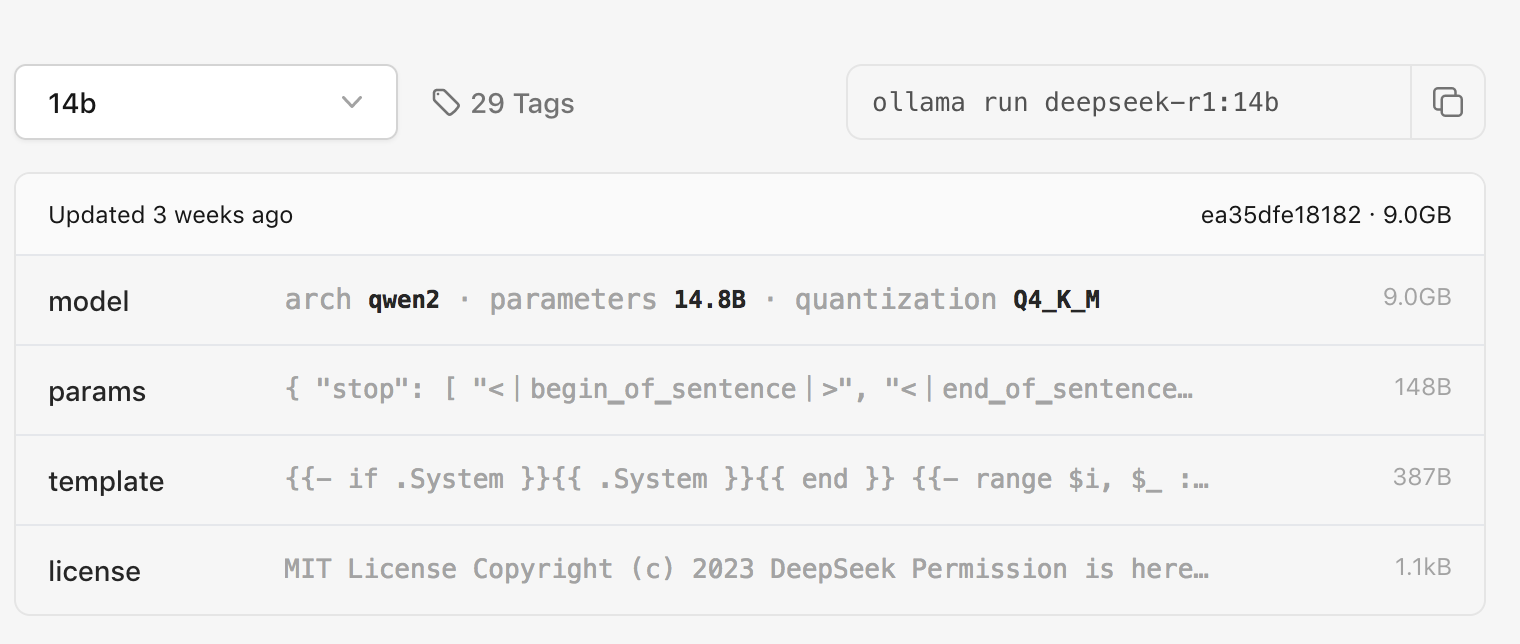 14b
29 Tags
ollama run deepseek-r1:14b
Updated 3 weeks ago
ea35dfe18182 · 9.0GB
model arch qwen2 · parameters 14.8B · quantization Q4_K_M 9.0GB
params { "stop": [ "<｜begin_of_sentence｜>", "<｜end_of_sentence… 148B
template {{- if .System }}{{ .System }}{{ end }} {{- range $i, $_ :… 387B
license MIT License Copyright (c) 2023 DeepSeek Permission is here… 1.1kB